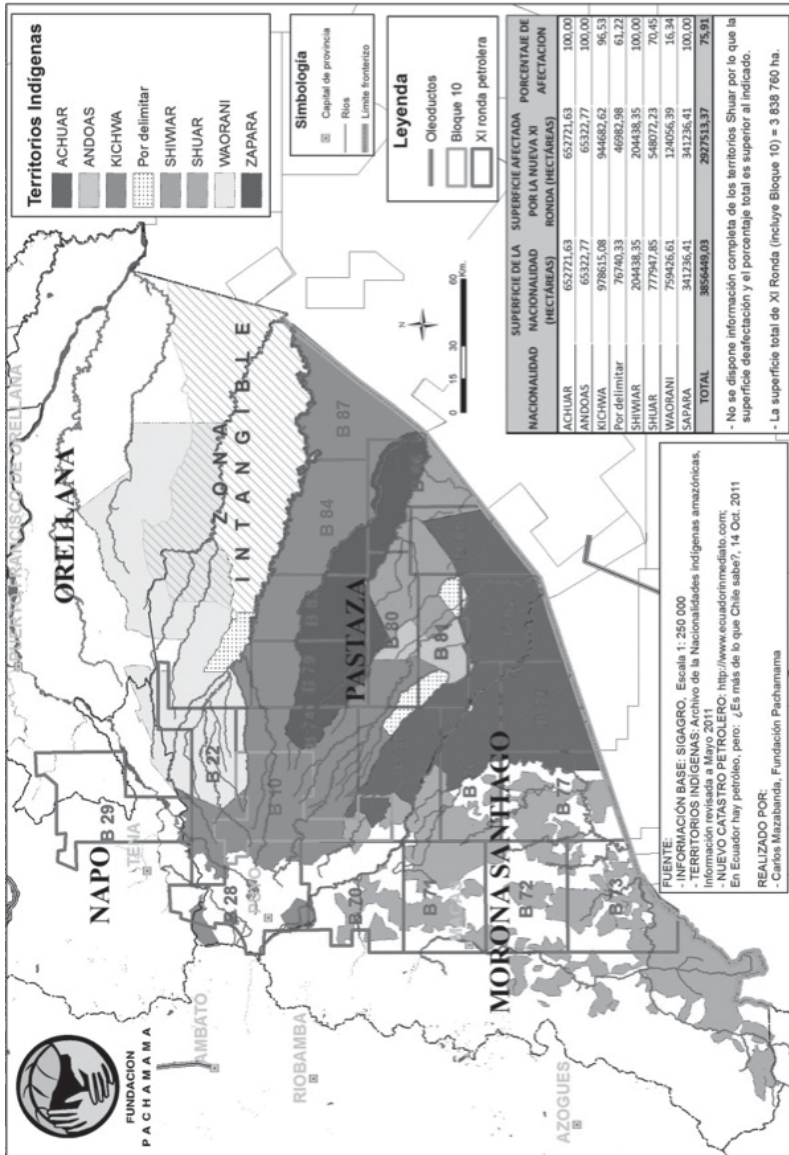 FUNDACION
PACHAMAMA
Territorios Indígenas
ACHUAR
ANDOAS
KICHWA
Por delimitar
SHIWIAR
SHUAR
WAORANI
ZAPARA
Simbología
Capital de provincia
Ríos
Límite fronterizo
Leyenda
Oleoductos
Bloque 10
XI ronda petrolera
PUERTO FRANCISCO DE ORELLANA
ORELLANA
NAPO
TENA
ZONA
INTANGIBLE
PASTAZA
MORONA SANTIAGO
AMBATO
RIOBAMBA
AZOGUES
B 29
B 28
B 22
B 10
B 70
B 71
B 72
B 73
B 77
B 80
B 81
B 84
B 87
N
0 15 30 60 Km.
NACIONALIDAD SUPERFICIE DE LA NACIONALIDAD (HECTÁREAS) SUPERFICIE AFECTADA POR LA NUEVA XI RONDA (HECTÁREAS) PORCENTAJE DE AFECTACION
ACHUAR 652721,63 652721,63 100,00
ANDOAS 65322,77 65322,77 100,00
KICHWA 978615,08 944682,62 96,53
Por delimitar 76740,33 46982,98 61,22
SHIWIAR 204438,35 204438,35 100,00
SHUAR 777947,85 548072,23 70,45
WAORANI 759426,61 124056,39 16,34
SAPARA 341236,41 341236,41 100,00
TOTAL 3856449,03 2927513,37 75,91
- No se dispone información completa de los territorios Shuar por lo que la
superficie deafectación y el porcentaje total es superior al indicado.
- La superficie total de XI Ronda (incluye Bloque 10) = 3 838 760 ha.
FUENTE:
- INFORMACIÓN BASE: SIGAGRO, Escala 1: 250 000
- TERRITORIOS INDÍGENAS: Archivo de la Nacionalidades indígenas amazónicas,
Información revisada a Mayo 2011
- NUEVO CATASTRO PETROLERO: http://www.ecuadorinmediato.com;
En Ecuador hay petróleo, pero: ¿Es más de lo que Chile sabe?, 14 Oct. 2011
REALIZADO POR:
- Carlos Mazabanda, Fundación Pachamama